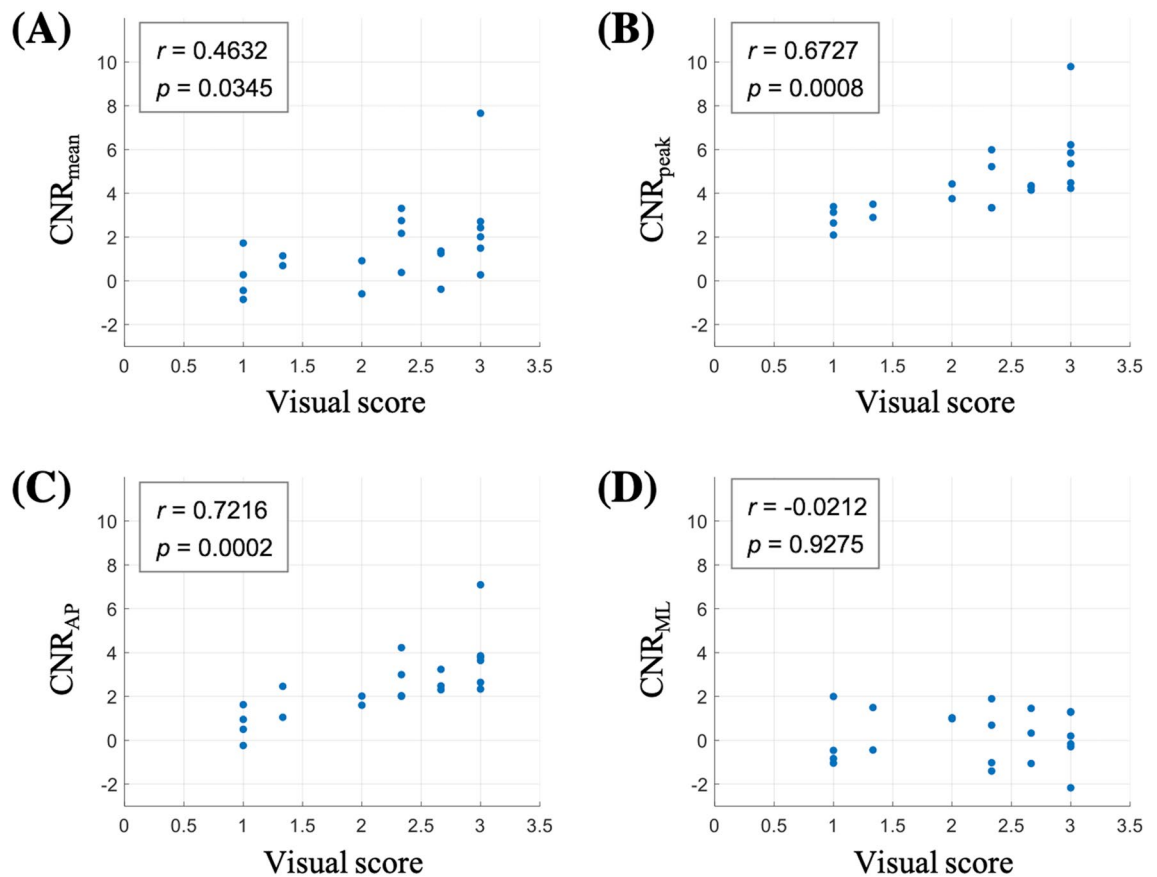 (A)
r = 0.4632
p = 0.0345
10
8
6
4
2
0
-2
CNRmean
0 0.5 1 1.5 2 2.5 3 3.5
Visual score
(B)
r = 0.6727
p = 0.0008
10
8
6
4
2
0
-2
CNRpeak
0 0.5 1 1.5 2 2.5 3 3.5
Visual score
(C)
r = 0.7216
p = 0.0002
10
8
6
4
2
0
-2
CNRAP
0 0.5 1 1.5 2 2.5 3 3.5
Visual score
(D)
r = -0.0212
p = 0.9275
10
8
6
4
2
0
-2
CNRML
0 0.5 1 1.5 2 2.5 3 3.5
Visual score